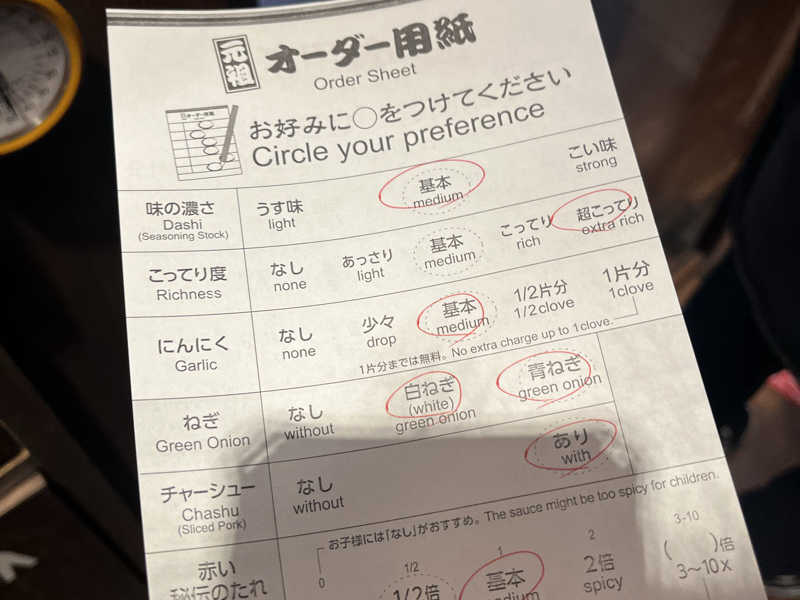 元祖 オーダー用紙
Order Sheet
お好みに○をつけてください
Circle your preference
味の濃さ
Dashi
(Seasoning Stock)
うす味
light
基本
medium
こい味
strong
こってり度
Richness
なし
none
あっさり
light
基本
medium
こってり
rich
超こってり
extra rich
にんにく
Garlic
なし
none
少々
drop
基本
medium
1/2片分
1/2clove
1片分
1clove
1片分までは無料。No extra charge up to 1clove.
ねぎ
Green Onion
なし
without
白ねぎ
(white)
green onion
青ねぎ
green onion
チャーシュー
Chashu
(Sliced Pork)
なし
without
あり
with
お子様には「なし」がおすすめ。The sauce might be too spicy for children.
赤い
秘伝のたれ
0
1/2
1/2倍
1
基本
medium
2
2倍
spicy
3-10
( )倍
3～10x